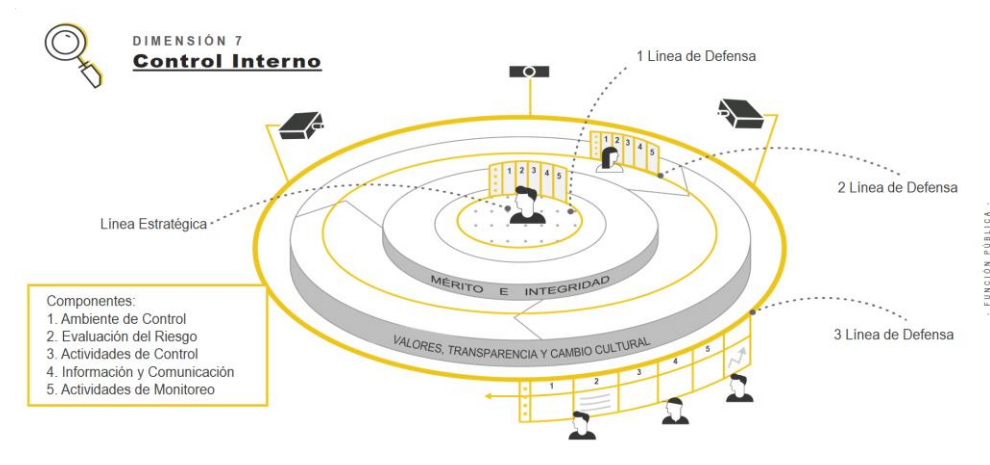 DIMENSIÓN 7
Control Interno
1 Línea de Defensa
2 Línea de Defensa
Línea Estratégica
3 Línea de Defensa
1 2 3 4 5
1 2 3 4 5
MÉRITO E INTEGRIDAD
VALORES, TRANSPARENCIA Y CAMBIO CULTURAL
1 2 3 4 5
Componentes:
1. Ambiente de Control
2. Evaluación del Riesgo
3. Actividades de Control
4. Información y Comunicación
5. Actividades de Monitoreo
- FUNCIÓN PÚBLICA -